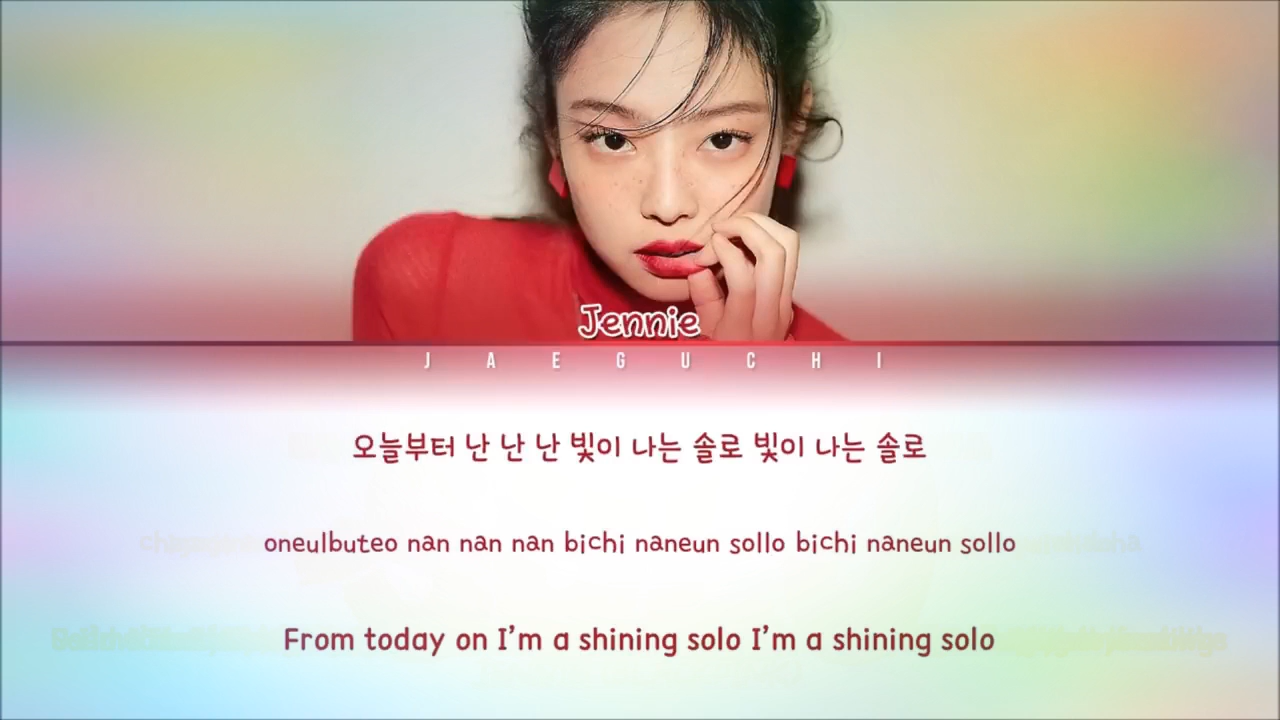 Jennie
JAEGUCHI
오늘부터 난 난 난 빛이 나는 솔로 빛이 나는 솔로
oneulbuteo nan nan nan bichi naneun sollo bichi naneun sollo
From today on I’m a shining solo I’m a shining solo